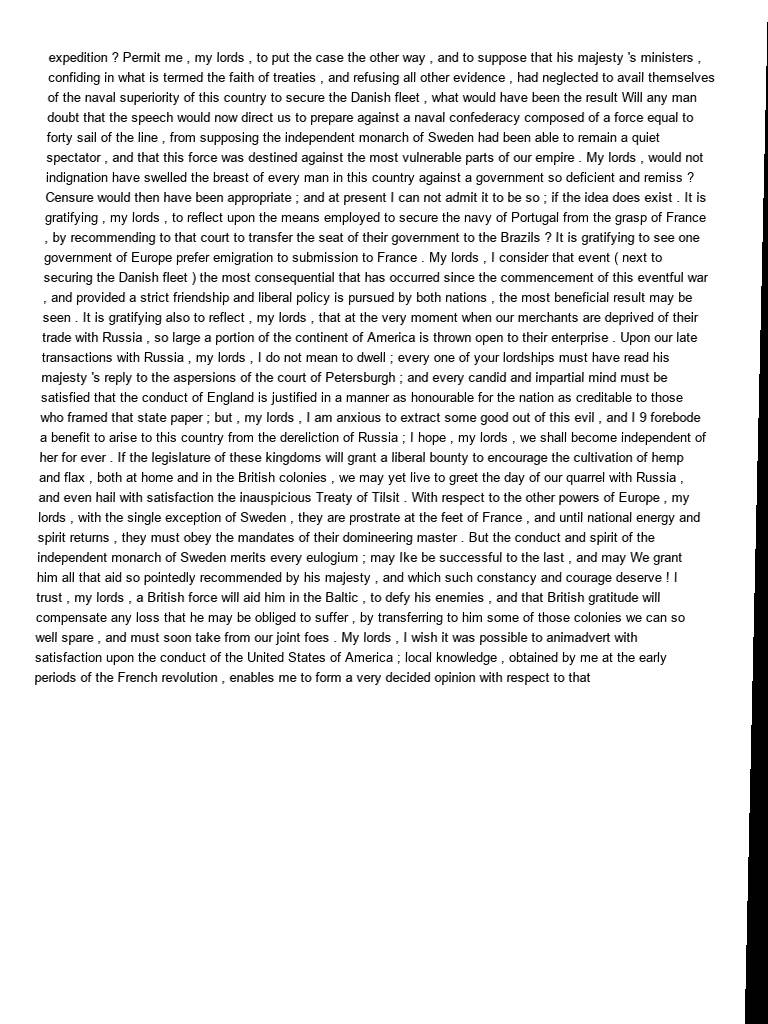 expedition ? Permit me , my lords , to put the case the other way , and to suppose that his majesty 's ministers ,
confiding in what is termed the faith of treaties , and refusing all other evidence , had neglected to avail themselves
of the naval superiority of this country to secure the Danish fleet , what would have been the result Will any man
doubt that the speech would now direct us to prepare against a naval confederacy composed of a force equal to
forty sail of the line , from supposing the independent monarch of Sweden had been able to remain a quiet
spectator , and that this force was destined against the most vulnerable parts of our empire . My lords , would not
indignation have swelled the breast of every man in this country against a government so deficient and remiss ?
Censure would then have been appropriate ; and at present I can not admit it to be so ; if the idea does exist . It is
gratifying , my lords , to reflect upon the means employed to secure the navy of Portugal from the grasp of France
, by recommending to that court to transfer the seat of their government to the Brazils ? It is gratifying to see one
government of Europe prefer emigration to submission to France . My lords , I consider that event ( next to
securing the Danish fleet ) the most consequential that has occurred since the commencement of this eventful war
, and provided a strict friendship and liberal policy is pursued by both nations , the most beneficial result may be
seen . It is gratifying also to reflect , my lords , that at the very moment when our merchants are deprived of their
trade with Russia , so large a portion of the continent of America is thrown open to their enterprise . Upon our late
transactions with Russia , my lords , I do not mean to dwell ; every one of your lordships must have read his
majesty 's reply to the aspersions of the court of Petersburgh ; and every candid and impartial mind must be
satisfied that the conduct of England is justified in a manner as honourable for the nation as creditable to those
who framed that state paper ; but , my lords , I am anxious to extract some good out of this evil , and I 9 forebode
a benefit to arise to this country from the dereliction of Russia ; I hope , my lords , we shall become independent of
her for ever . If the legislature of these kingdoms will grant a liberal bounty to encourage the cultivation of hemp
and flax , both at home and in the British colonies , we may yet live to greet the day of our quarrel with Russia ,
and even hail with satisfaction the inauspicious Treaty of Tilsit . With respect to the other powers of Europe , my
lords , with the single exception of Sweden , they are prostrate at the feet of France , and until national energy and
spirit returns , they must obey the mandates of their domineering master . But the conduct and spirit of the
independent monarch of Sweden merits every eulogium ; may Ike be successful to the last , and may We grant
him all that aid so pointedly recommended by his majesty , and which such constancy and courage deserve ! I
trust , my lords , a British force will aid him in the Baltic , to defy his enemies , and that British gratitude will
compensate any loss that he may be obliged to suffer , by transferring to him some of those colonies we can so
well spare , and must soon take from our joint foes . My lords , I wish it was possible to animadvert with
satisfaction upon the conduct of the United States of America ; local knowledge , obtained by me at the early
periods of the French revolution , enables me to form a very decided opinion with respect to that